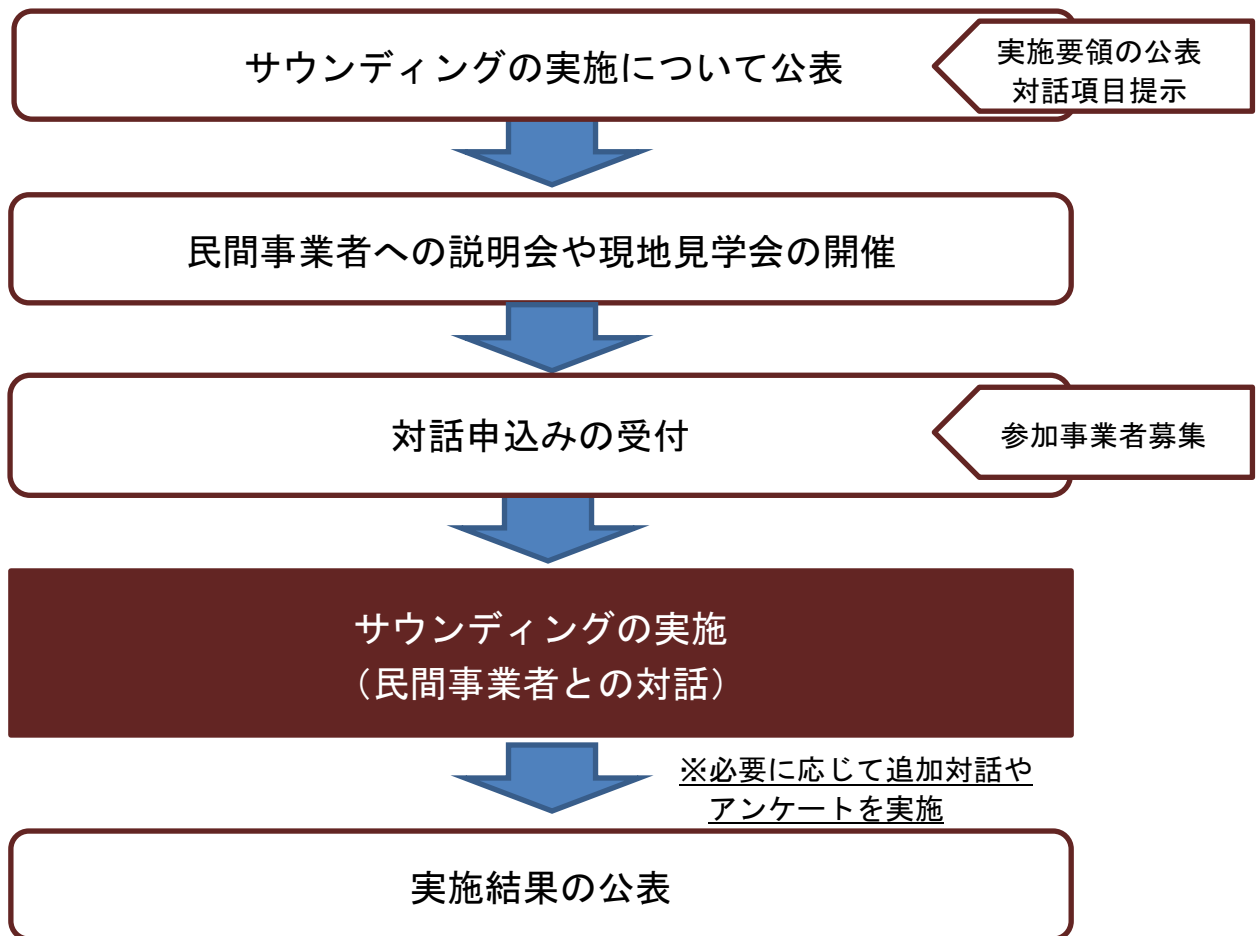 サウンディングの実施について公表
実施要領の公表
対話項目提示
民間事業者への説明会や現地見学会の開催
対話申込みの受付
参加事業者募集
サウンディングの実施
（民間事業者との対話）
※必要に応じて追加対話や
アンケートを実施
実施結果の公表